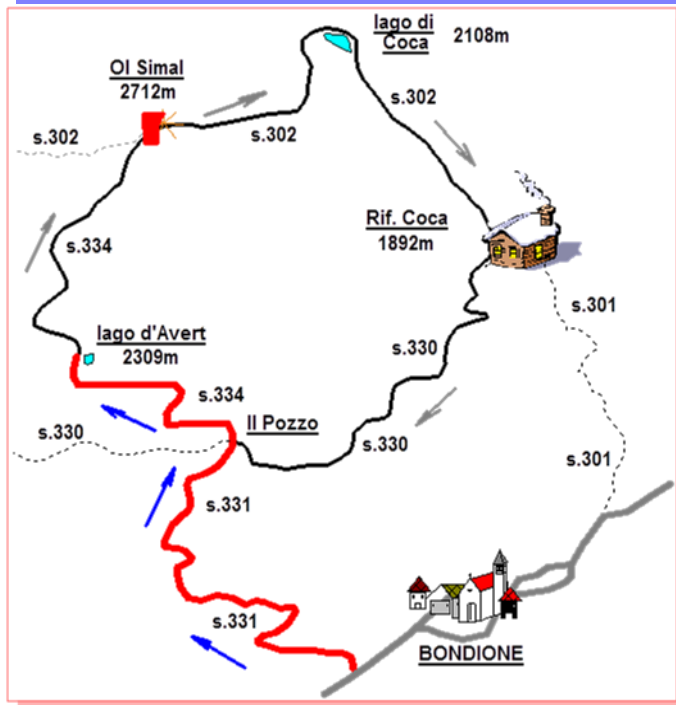 lago di
Coca
2108m
Ol Simal
2712m
s.302
s.302
s.302
Rif. Coca
1892m
s.334
s.301
lago d'Avert
2309m
s.330
s.334
Il Pozzo
s.330
s.330
s.301
s.331
s.331
BONDIONE